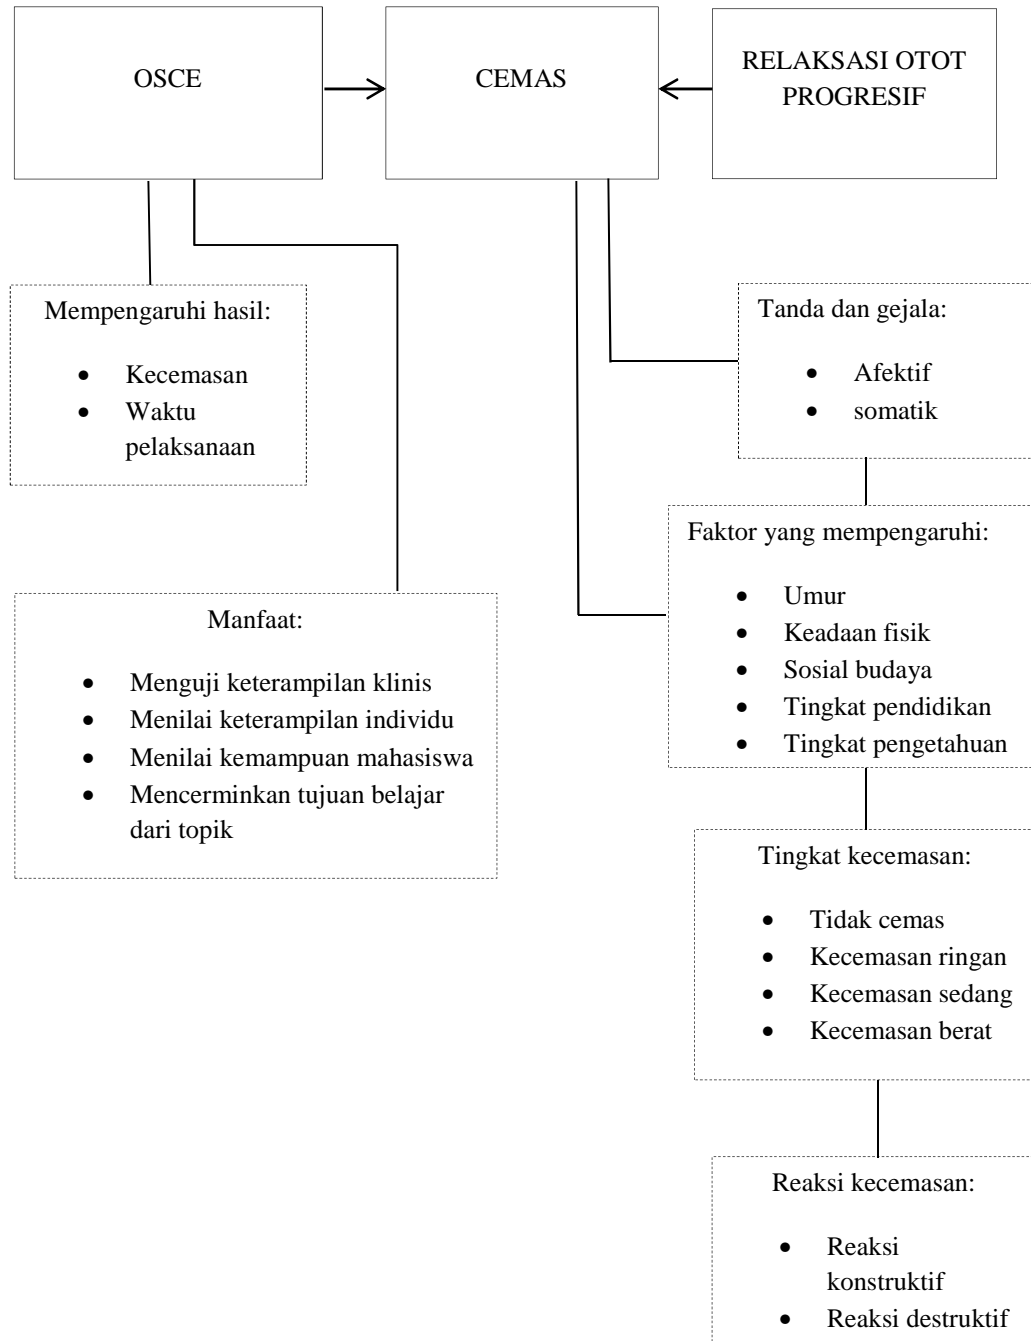 OSCE
CEMAS
RELAKSASI OTOT
PROGRESIF
Mempengaruhi hasil:
• Kecemasan
• Waktu
pelaksanaan
Manfaat:
• Menguji keterampilan klinis
• Menilai keterampilan individu
• Menilai kemampuan mahasiswa
• Mencerminkan tujuan belajar
dari topik
Tanda dan gejala:
• Afektif
• somatik
Faktor yang mempengaruhi:
• Umur
• Keadaan fisik
• Sosial budaya
• Tingkat pendidikan
• Tingkat pengetahuan
Tingkat kecemasan:
• Tidak cemas
• Kecemasan ringan
• Kecemasan sedang
• Kecemasan berat
Reaksi kecemasan:
• Reaksi
konstruktif
• Reaksi destruktif